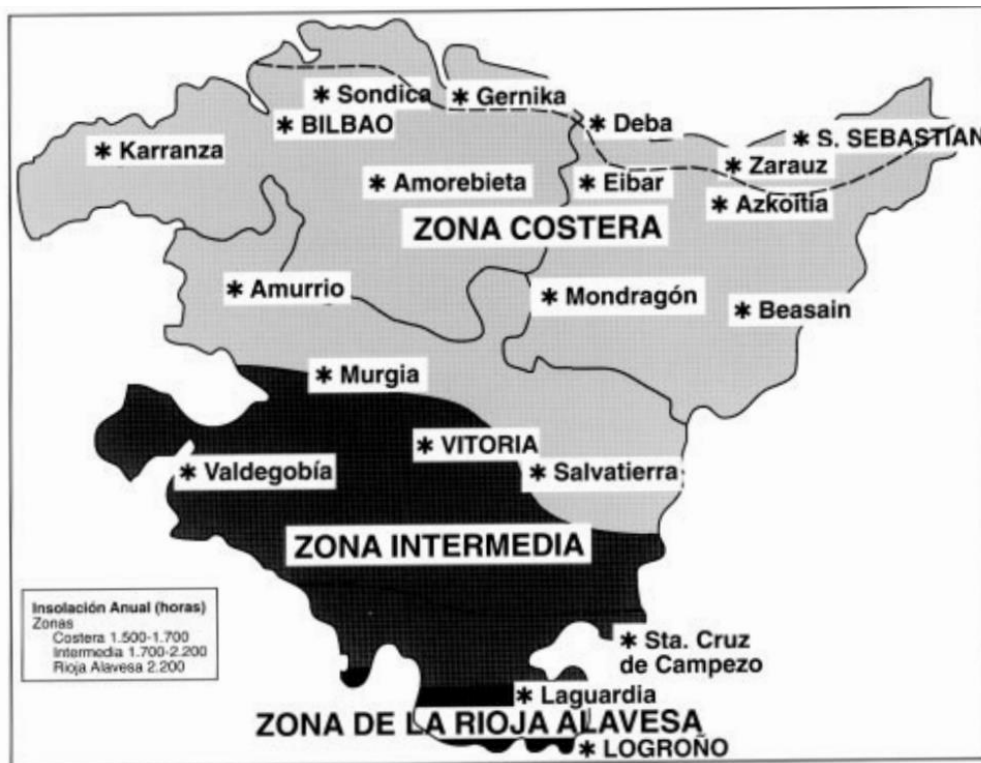 * Sondica
* Gernika
* BILBAO
* Deba
* S. SEBASTIAN
* Karranza
* Zarauz
* Amorebieta
* Eibar
* Azkoitia
ZONA COSTERA
* Amurrio
* Mondragón
* Beasain
* Murgia
* VITORIA
* Valdegobía
* Salvatierra
ZONA INTERMEDIA
Insolación Anual (horas)
Zonas
Costera 1.500-1.700
Intermedia 1.700-2.200
Rioja Alavesa 2.200
* Sta. Cruz
de Campezo
* Laguardia
ZONA DE LA RIOJA ALAVESA
* LOGROÑO